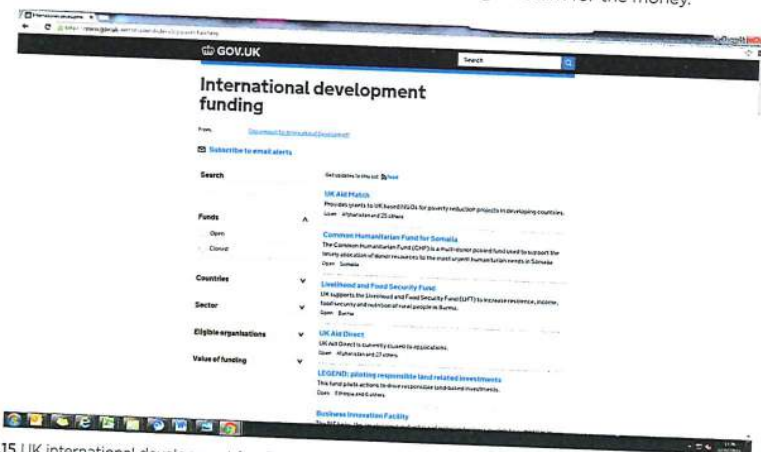 for the money.
GOV.UK
Search
International development
funding
From:
Department for International Development
Subscribe to email alerts
Search
Get updates to this list feed
UK Aid Match
Provides grants to UK based NGOs for poverty reduction projects in developing countries.
Open Afghanistan and 25 others
Funds
Open
Closed
Common Humanitarian Fund for Somalia
The Common Humanitarian Fund (CHF) is a multi-donor pooled fund used to support the
timely allocation of donor resources to the most urgent humanitarian needs in Somalia
Open Somalia
Countries
Livelihood and Food Security Fund
UK supports the Livelihood and Food Security Fund (LIFT) to increase resilience, income,
food security and nutrition of rural people in Burma.
Open Burma
Sector
Eligible organisations
UK Aid Direct
UK Aid Direct is currently closed to applications.
Open Afghanistan and 27 others
Value of funding
LEGEND: piloting responsible land related investments
This fund pilots actions to drive responsible land based investments.
Open Ethiopia and 6 others
Business Innovation Facility
15 UK international development